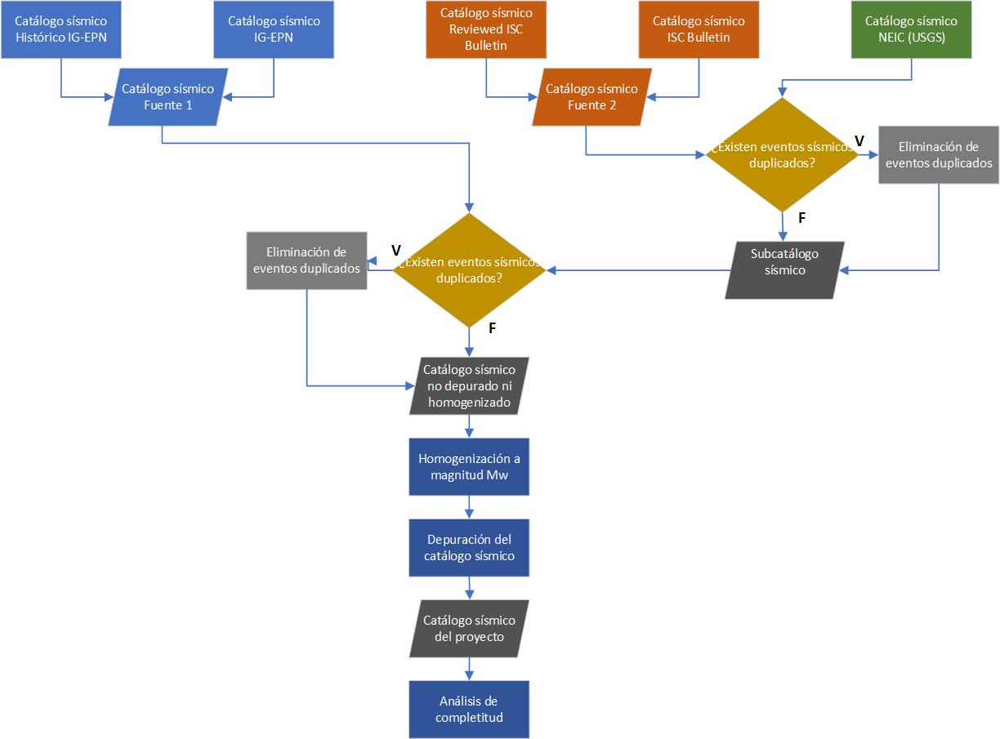 Catálogo sísmico
Histórico IG-EPN
Catálogo sísmico
IG-EPN
Catálogo sísmico
Reviewed ISC
Bulletin
Catálogo sísmico
ISC Bulletin
Catálogo sísmico
NEIC (USGS)
Catálogo sísmico
Fuente 1
Catálogo sísmico
Fuente 2
¿Existen eventos sísmicos
duplicados?
V
Eliminación de
eventos duplicados
F
Subcatálogo
sísmico
Eliminación de
eventos duplicados
V
¿Existen eventos sísmicos
duplicados?
F
Catálogo sísmico
no depurado ni
homogenizado
Homogenización a
magnitud Mw
Depuración del
catálogo sísmico
Catálogo sísmico
del proyecto
Análisis de
completitud